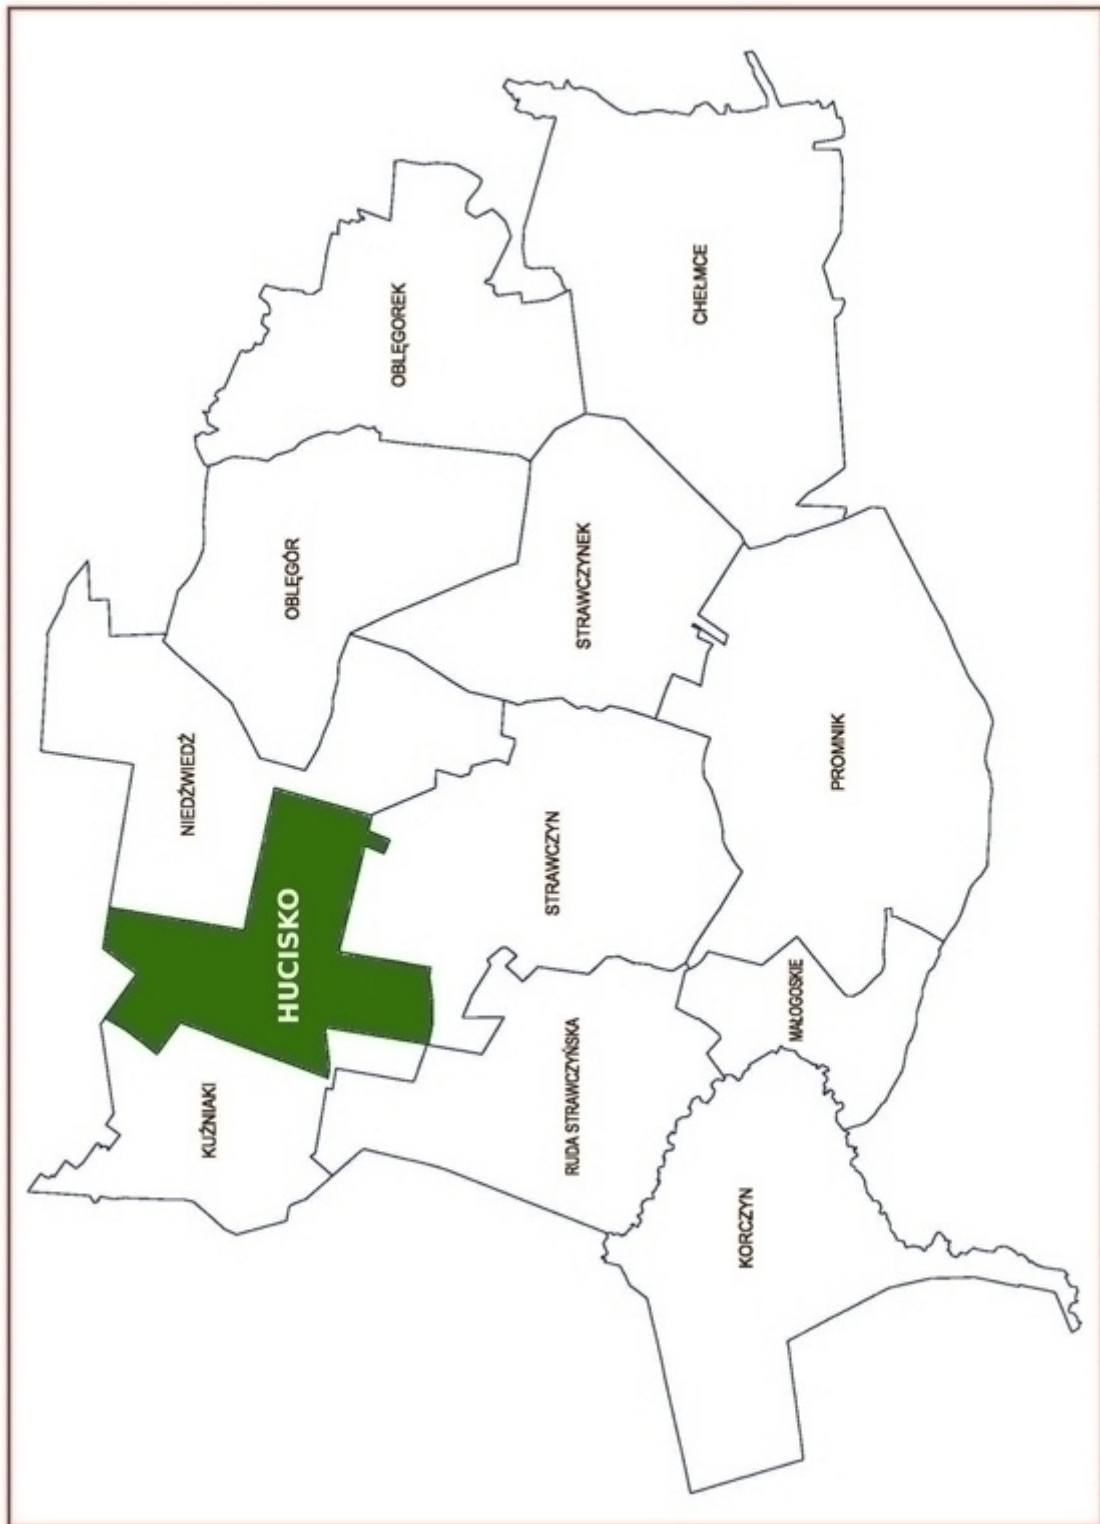 NIEDŹWIEDŹ
KUŹNIAKI
HUCISKO
OBLĘGÓR
OBLĘGOREK
STRAWCZYN
RUDA STRAWCZYŃSKA
STRAWCZYNEK
CHEŁMCE
KORCZYN
MAŁOGOSKIE
PROMNIK